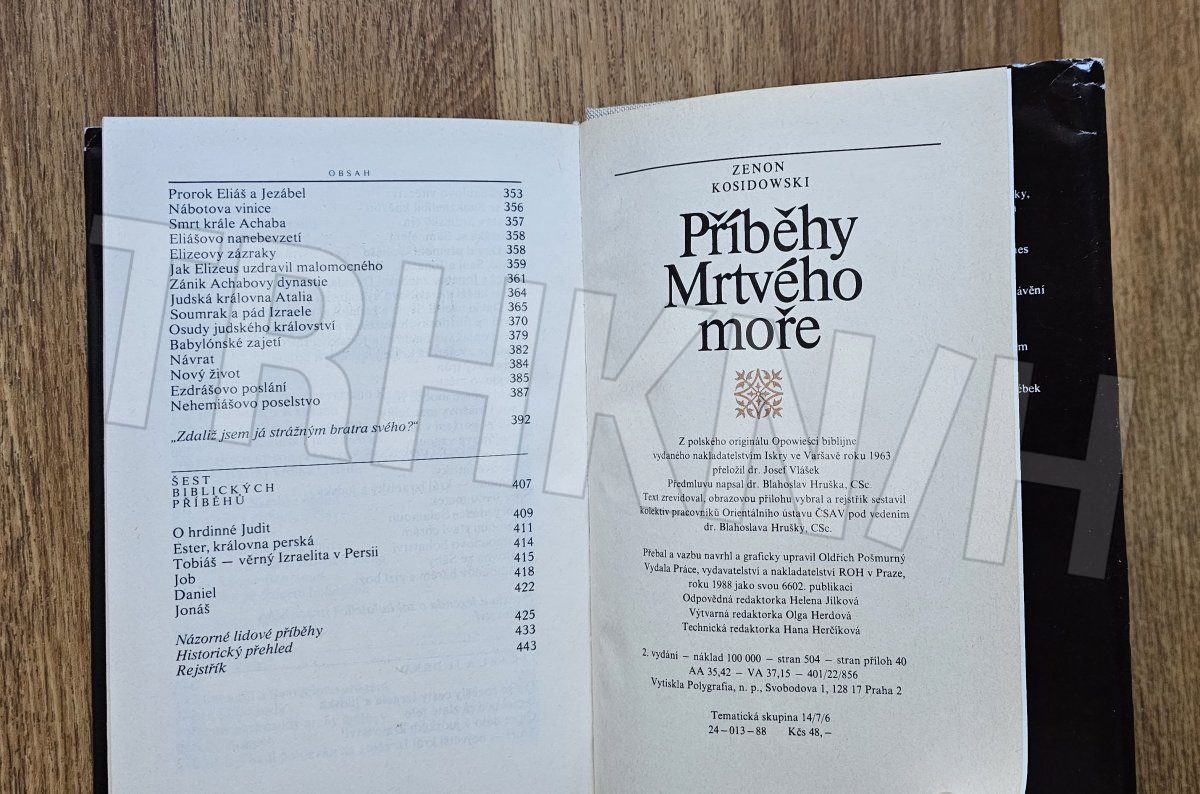 OBSAH
Prorok Eliáš a Jezábel 353
Nábotova vinice 356
Smrt krále Achaba 357
Eliášovo nanebevzetí 358
Elizeovy zázraky 358
Jak Elizeus uzdravil malomocného 359
Zánik Achabovy dynastie 361
Judská královna Atalia 364
Soumrak a pád Izraele 365
Osudy judského království 370
Babylónské zajetí 379
Návrat 382
Nový život 384
Ezdrášovo poslání 385
Nehemiášovo poselstvo 387
„Zdaliž jsem já strážným bratra svého?“ 392
ŠEST
BIBLICKÝCH
PŘÍBĚHŮ 407
O hrdinné Judit 409
Ester, královna perská 411
Tobiáš — věrný Izraelita v Persii 414
Job 415
Daniel 418
Jonáš 422
Názorné lidové příběhy 425
Historický přehled 433
Rejstřík 443
ZENON
KOSIDOWSKI
Příběhy
Mrtvého
moře
Z polského originálu Opowieści biblijne
vydaného nakladatelstvím Iskry ve Varšavě roku 1963
přeložil dr. Josef Vlášek
Předmluvu napsal dr. Blahoslav Hruška, CSc.
Text zrevidoval, obrazovou přílohu vybral a rejstřík sestavil
kolektiv pracovníků Orientálního ústavu ČSAV pod vedením
dr. Blahoslava Hrušky, CSc.
Přebal a vazbu navrhl a graficky upravil Oldřich Pošmurný
Vydala Práce, vydavatelství a nakladatelství ROH v Praze,
roku 1988 jako svou 6602. publikaci
Odpovědná redaktorka Helena Jílková
Výtvarná redaktorka Olga Herdová
Technická redaktorka Hana Herčíková
2. vydání — náklad 100 000 — stran 504 — stran příloh 40
AA 35,42 — VA 37,15 — 401/22/856
Vytiskla Polygrafia, n. p., Svobodova 1, 128 17 Praha 2
Tematická skupina 14/7/6
24—013—88 Kčs 48,—
ky,
nes
ávění
m
ébek
TRHKNIH